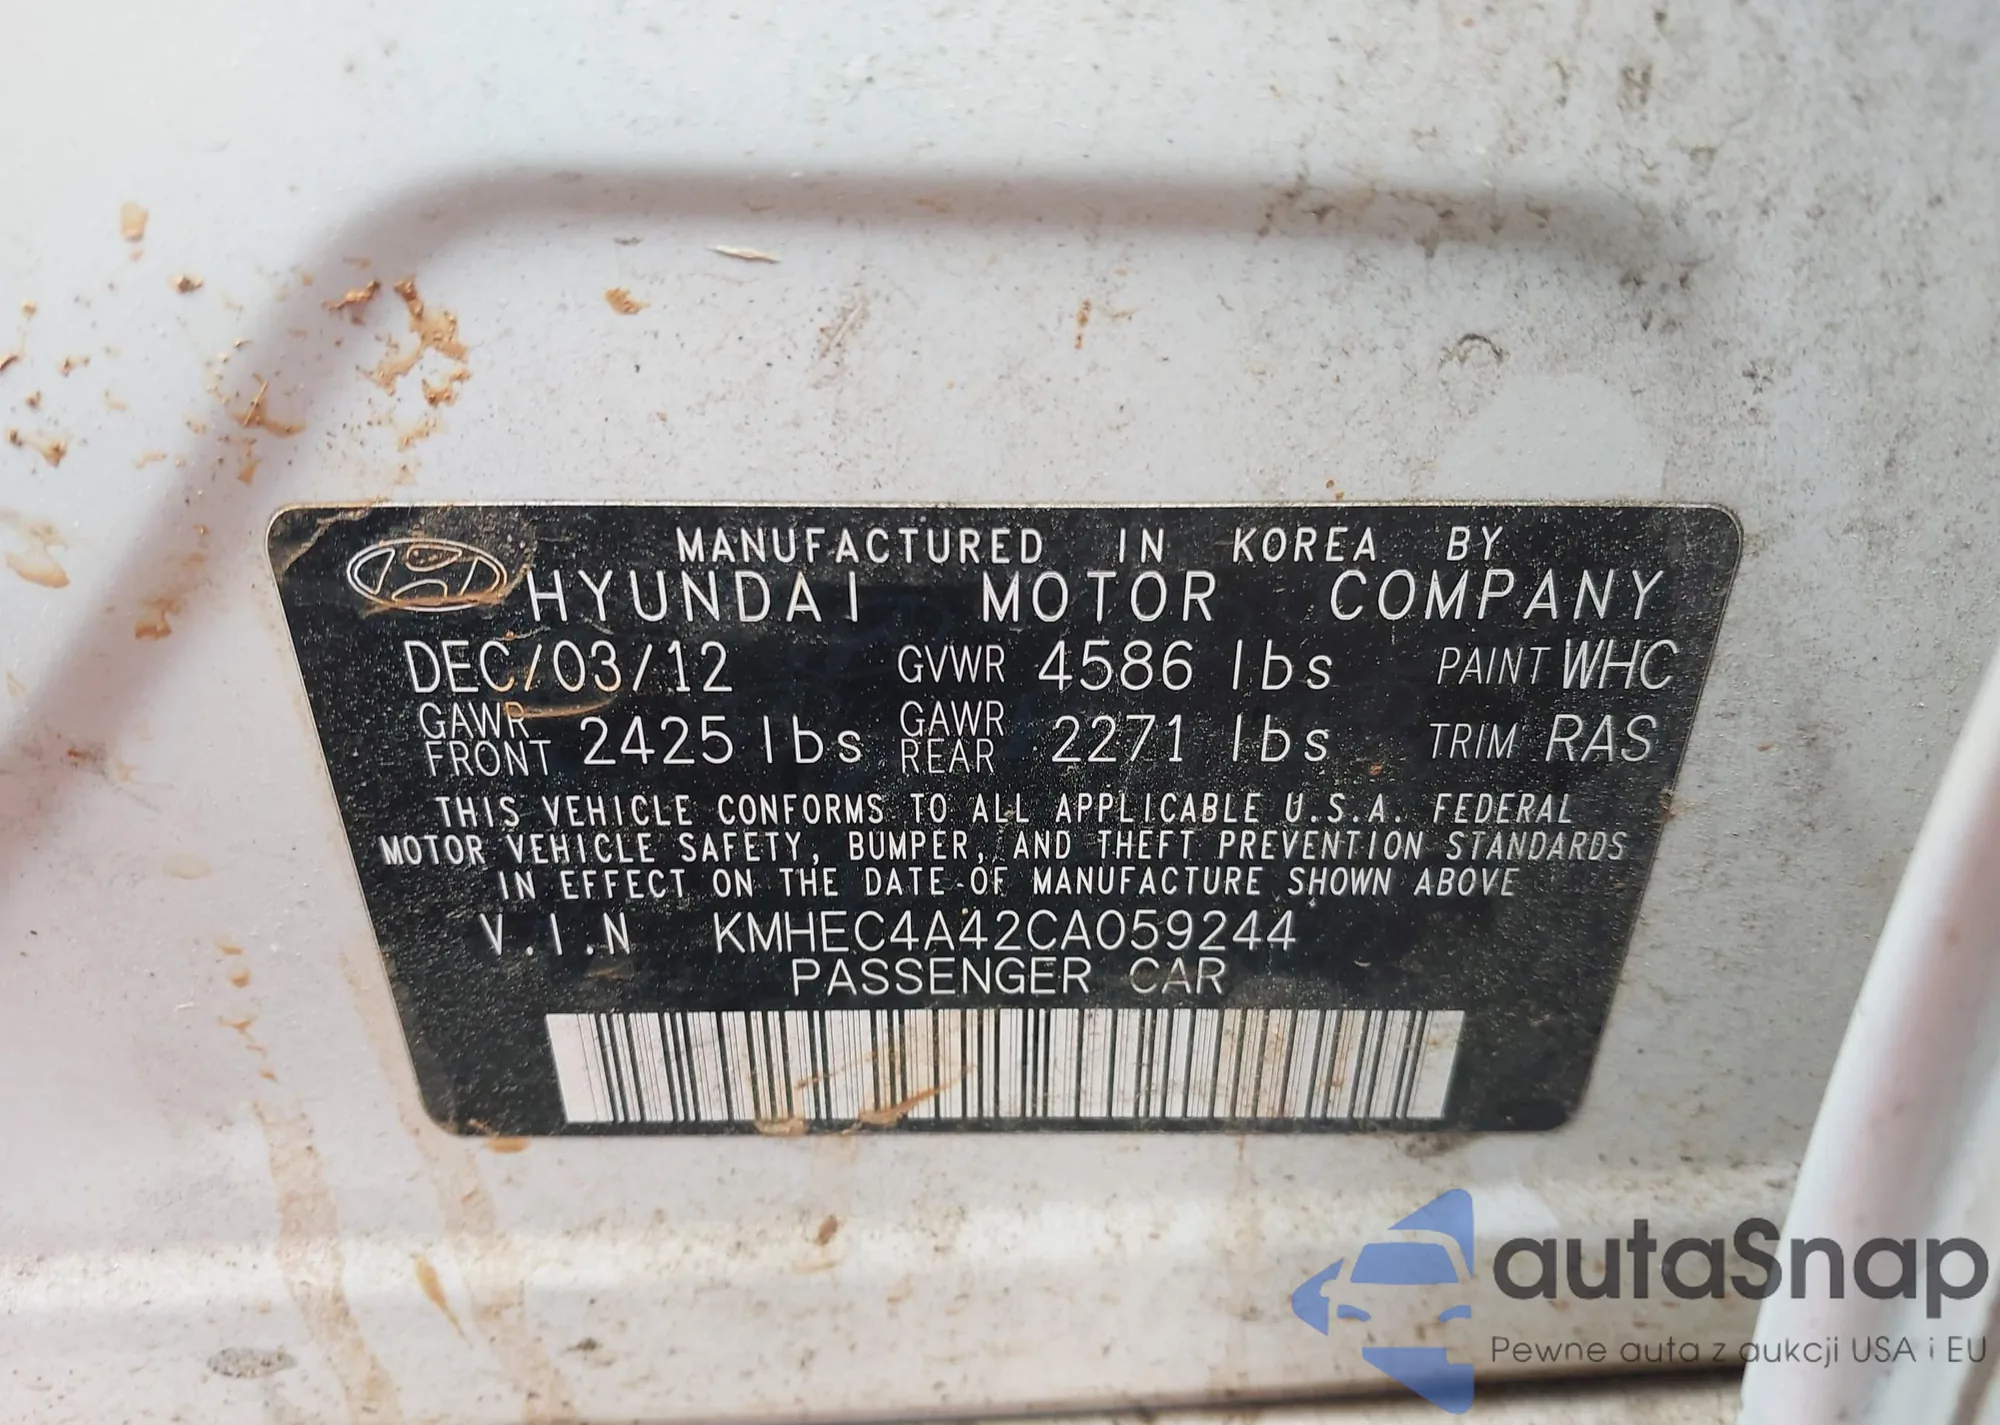 MANUFACTURED IN KOREA BY
HYUNDAI MOTOR COMPANY
DEC/03/12 GVWR 4586 lbs PAINT WHC
GAWR FRONT 2425 lbs GAWR REAR 2271 lbs TRIM RAS
THIS VEHICLE CONFORMS TO ALL APPLICABLE U.S.A. FEDERAL
MOTOR VEHICLE SAFETY, BUMPER, AND THEFT PREVENTION STANDARDS
IN EFFECT ON THE DATE OF MANUFACTURE SHOWN ABOVE
V.I.N KMHEC4A42CA059244
PASSENGER CAR
autaSnap
Pewne auta z aukcji USA i EU